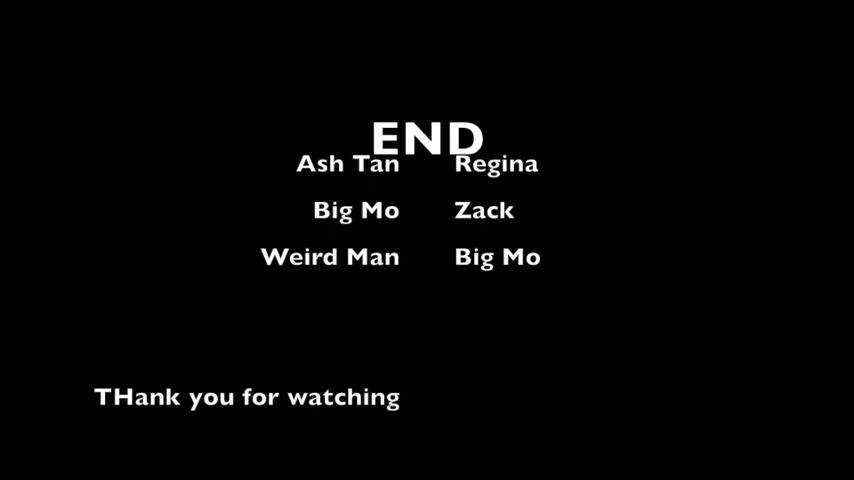 END
Ash Tan Regina
Big Mo Zack
Weird Man Big Mo
THank you for watching